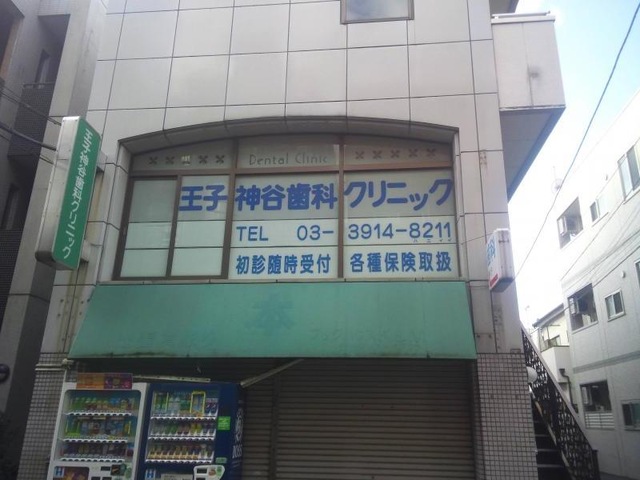 Dental Clinic
王子神谷歯科クリニック
TEL 03-3914-8211
初診随時受付 各種保険取扱
王子神谷歯科クリニック
本